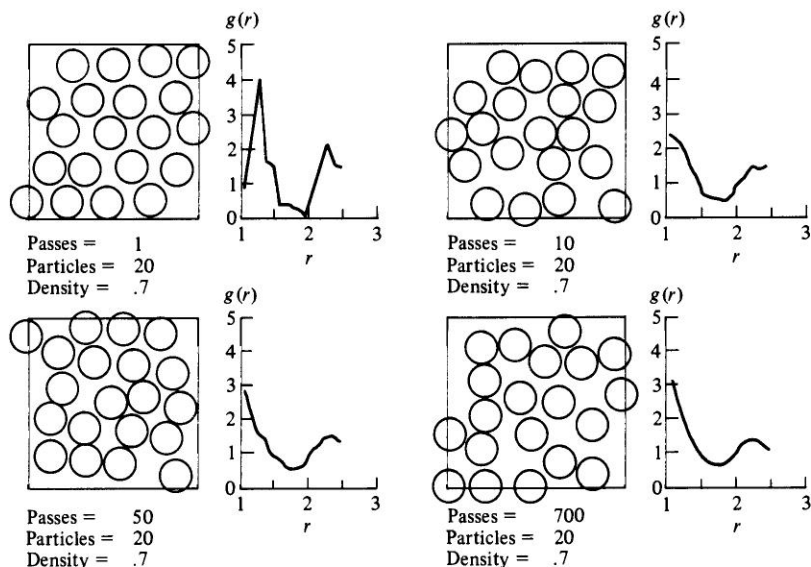 g(r)
5
4
3
2
1
0
1 2 3
r
Passes = 1
Particles = 20
Density = .7
g(r)
5
4
3
2
1
0
1 2 3
r
Passes = 10
Particles = 20
Density = .7
g(r)
5
4
3
2
1
0
1 2 3
r
Passes = 50
Particles = 20
Density = .7
g(r)
5
4
3
2
1
0
1 2 3
r
Passes = 700
Particles = 20
Density = .7